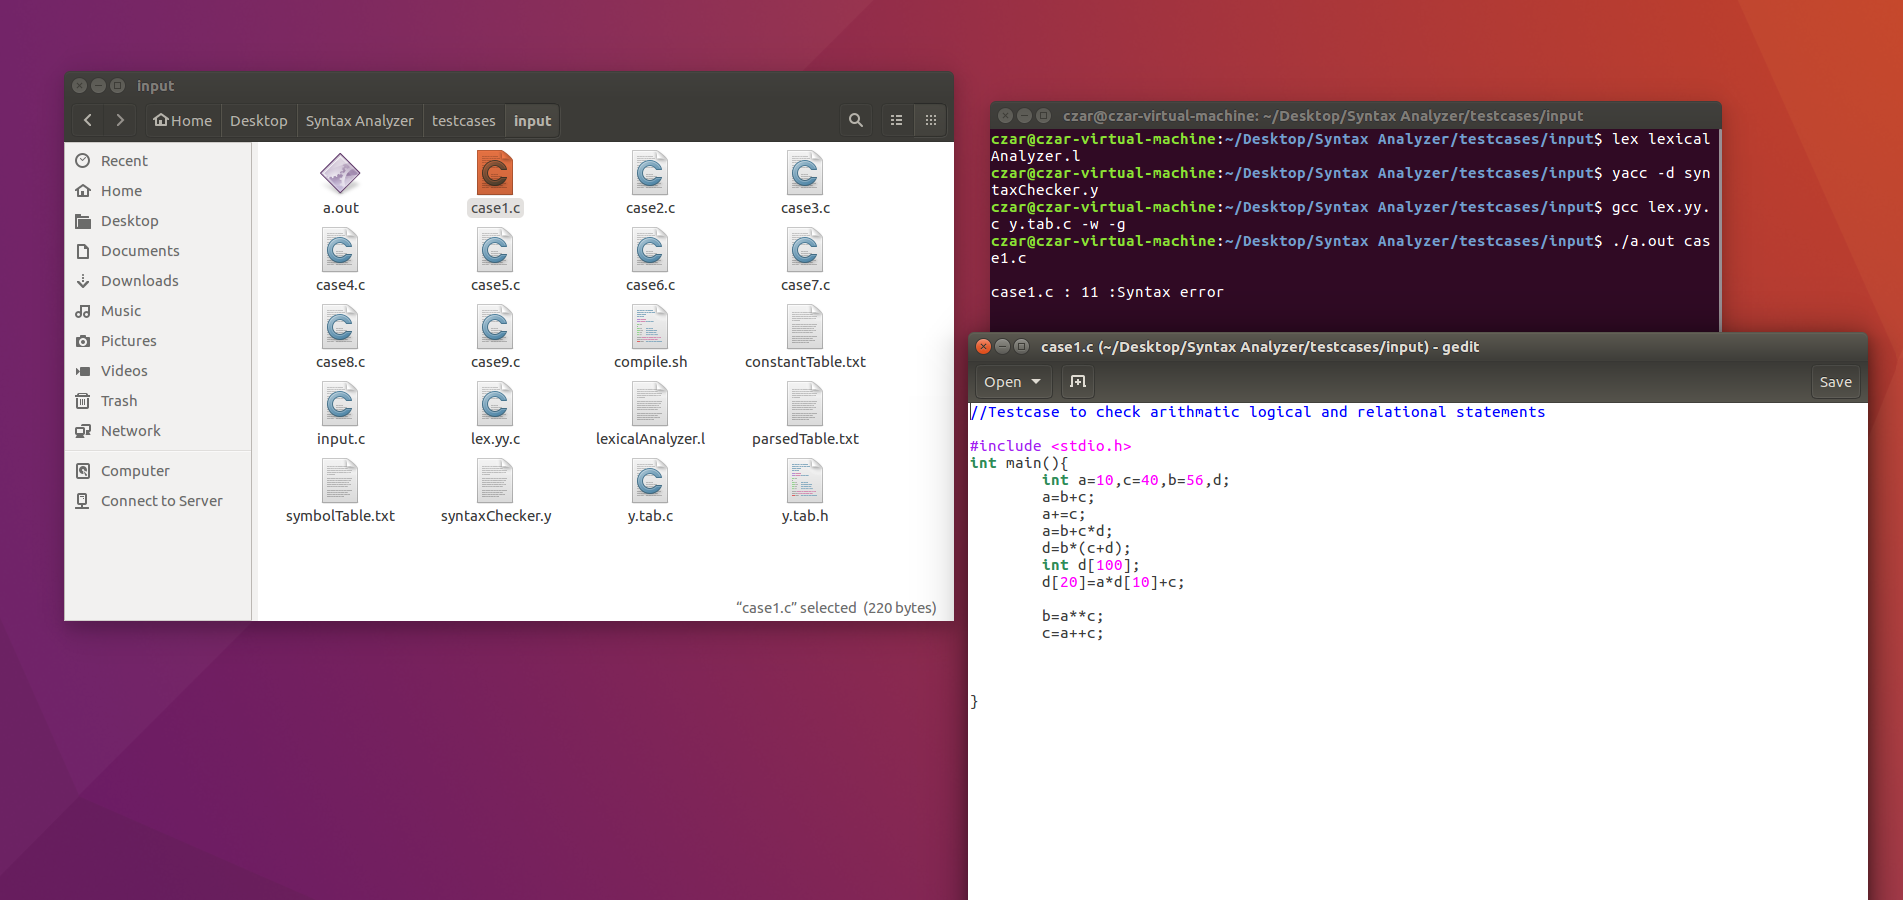 input
Home
Desktop
Syntax Analyzer
testcases
input
Recent
Home
Desktop
Documents
Downloads
Music
Pictures
Videos
Trash
Network
Computer
Connect to Server
a.out
case1.c
case2.c
case3.c
case4.c
case5.c
case6.c
case7.c
case8.c
case9.c
compile.sh
constantTable.txt
input.c
lex.yy.c
lexicalAnalyzer.l
parsedTable.txt
symbolTable.txt
syntaxChecker.y
y.tab.c
y.tab.h
“case1.c” selected (220 bytes)
czar@czar-virtual-machine: ~/Desktop/Syntax Analyzer/testcases/input
czar@czar-virtual-machine:~/Desktop/Syntax Analyzer/testcases/input$ lex lexical
Analyzer.l
czar@czar-virtual-machine:~/Desktop/Syntax Analyzer/testcases/input$ yacc -d syn
taxChecker.y
czar@czar-virtual-machine:~/Desktop/Syntax Analyzer/testcases/input$ gcc lex.yy.
c y.tab.c -w -g
czar@czar-virtual-machine:~/Desktop/Syntax Analyzer/testcases/input$ ./a.out cas
e1.c
case1.c : 11 :Syntax error
case1.c (~/Desktop/Syntax Analyzer/testcases/input) - gedit
Open
Save
//Testcase to check arithmatic logical and relational statements
#include <stdio.h>
int main(){
int a=10,c=40,b=56,d;
a=b+c;
a+=c;
a=b+c*d;
d=b*(c+d);
int d[100];
d[20]=a*d[10]+c;
b=a**c;
c=a++c;
}